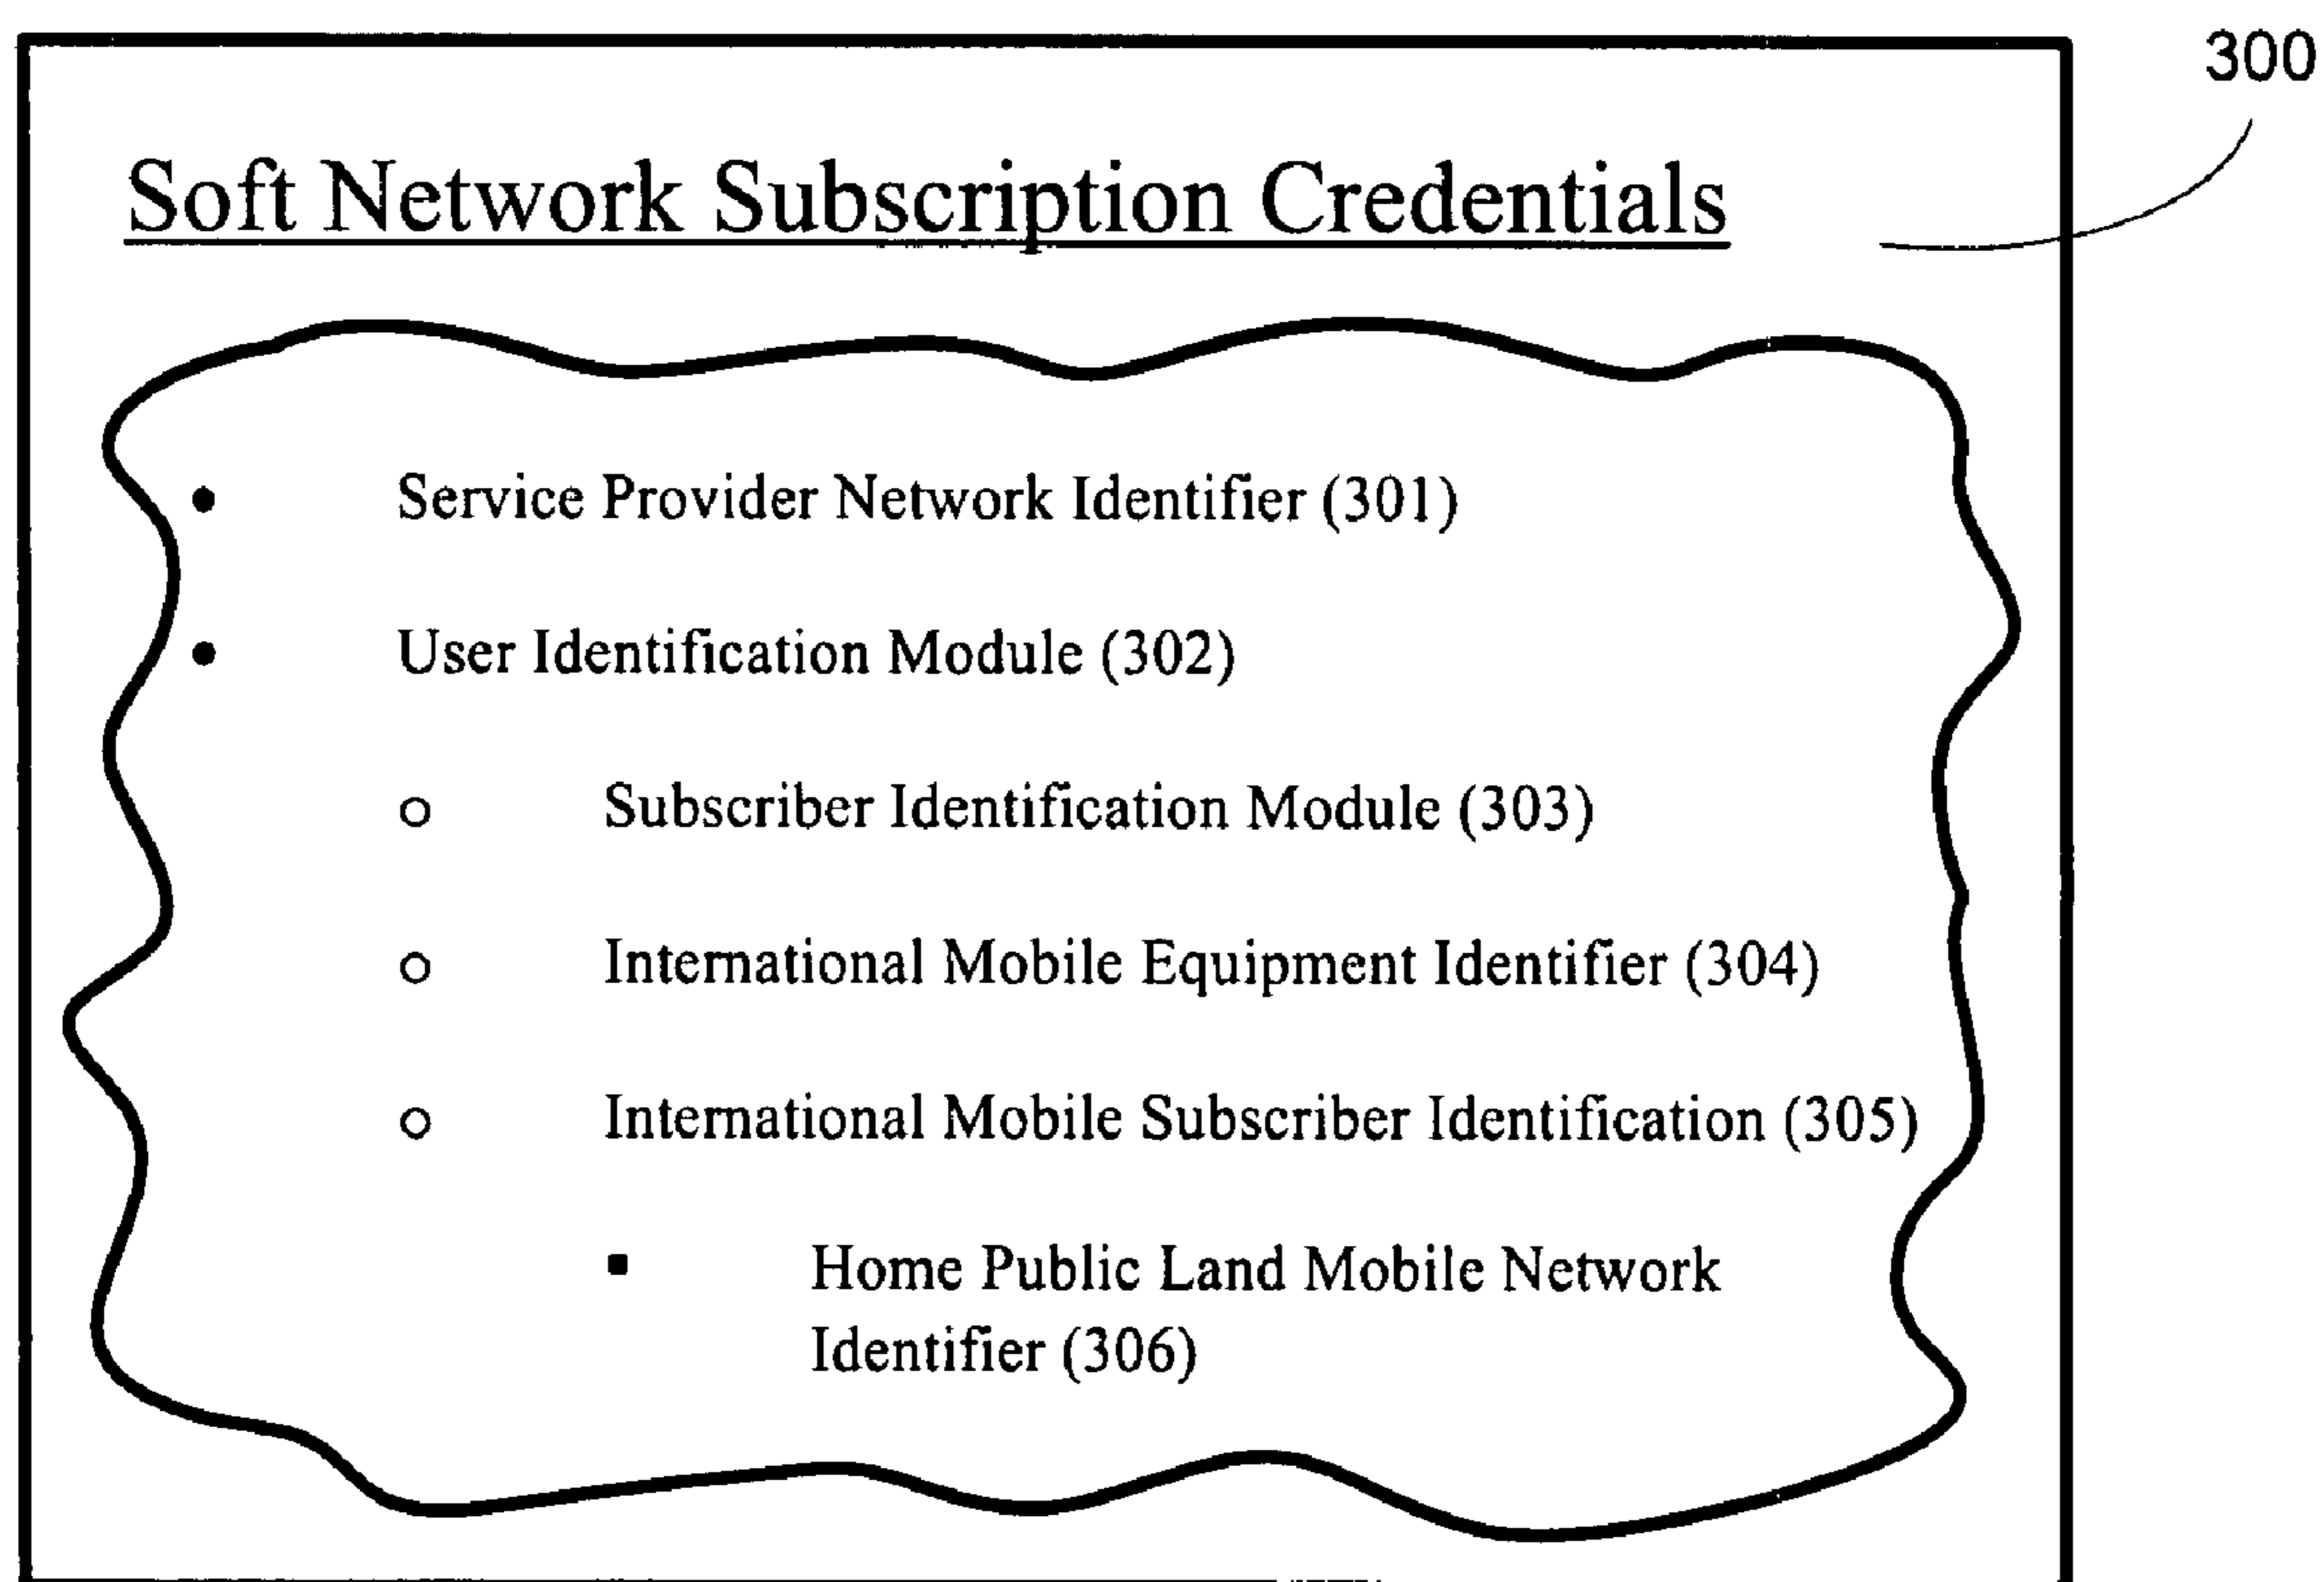 300
Soft Network Subscription Credentials
• Service Provider Network Identifier (301)
• User Identification Module (302)
○ Subscriber Identification Module (303)
○ International Mobile Equipment Identifier (304)
○ International Mobile Subscriber Identification (305)
▪ Home Public Land Mobile Network
Identifier (306)